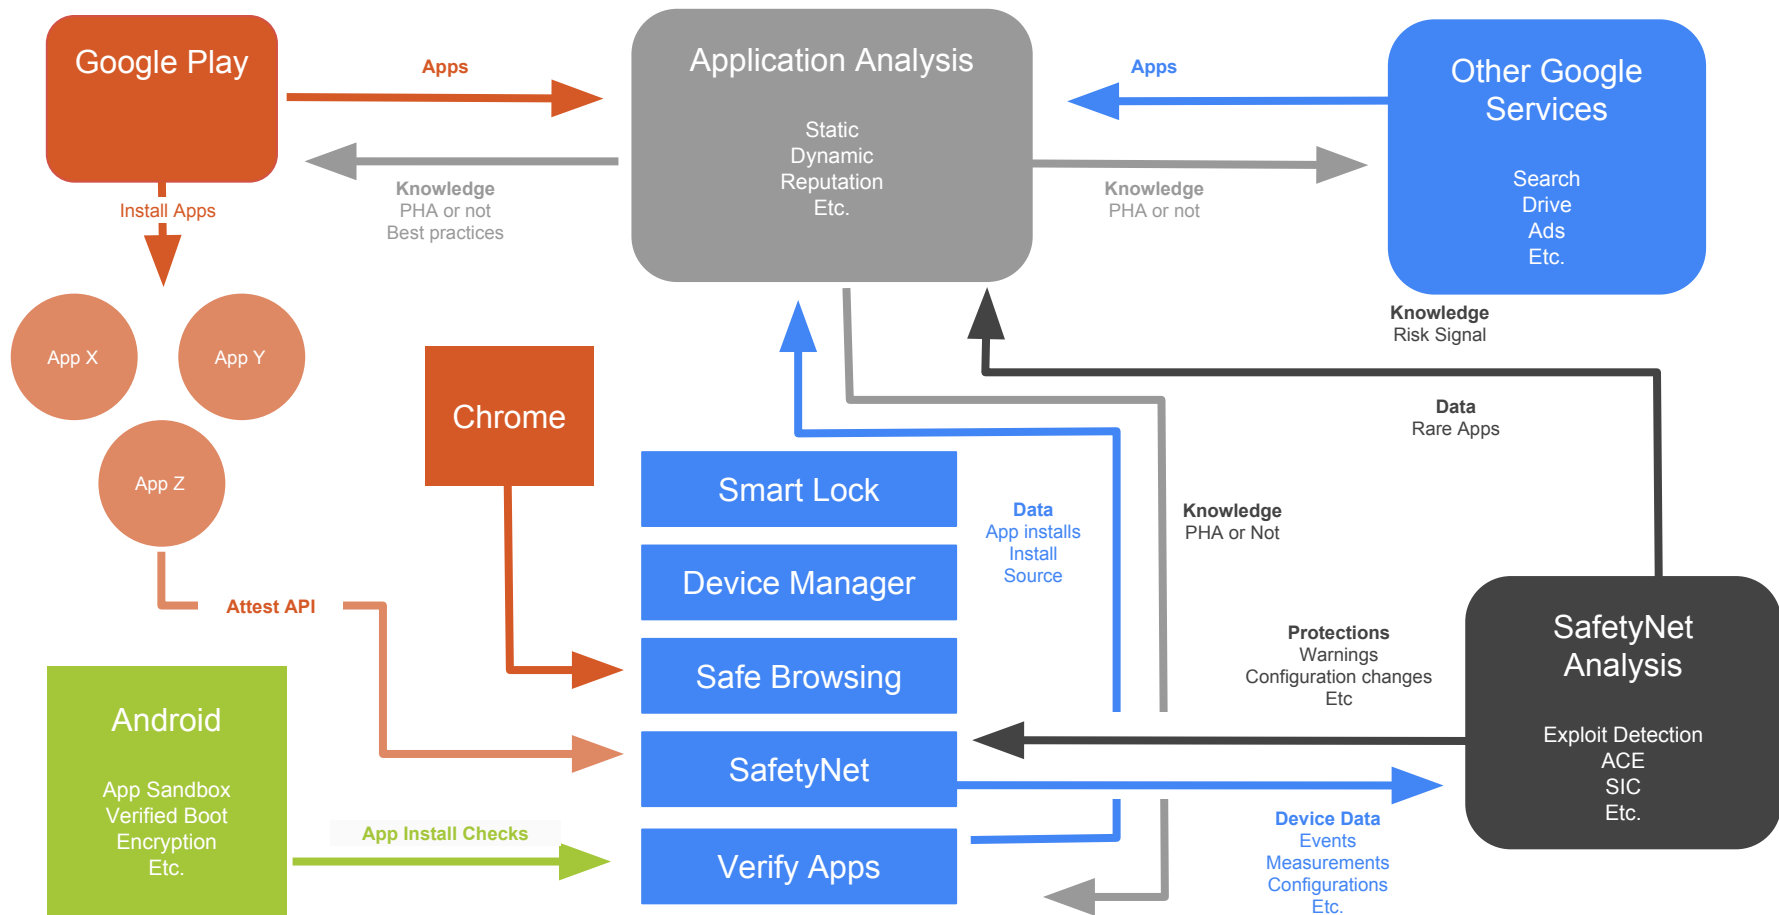 Google Play
Apps
Application Analysis
Static
Dynamic
Reputation
Etc.
Apps
Other Google
Services
Search
Drive
Ads
Etc.
Knowledge
PHA or not
Best practices
Knowledge
PHA or not
Install Apps
App X
App Y
App Z
Knowledge
Risk Signal
Data
Rare Apps
Chrome
Smart Lock
Device Manager
Safe Browsing
SafetyNet
Verify Apps
Data
App installs
Install
Source
Knowledge
PHA or Not
Attest API
Protections
Warnings
Configuration changes
Etc
SafetyNet
Analysis
Exploit Detection
ACE
SIC
Etc.
Android
App Sandbox
Verified Boot
Encryption
Etc.
App Install Checks
Device Data
Events
Measurements
Configurations
Etc.